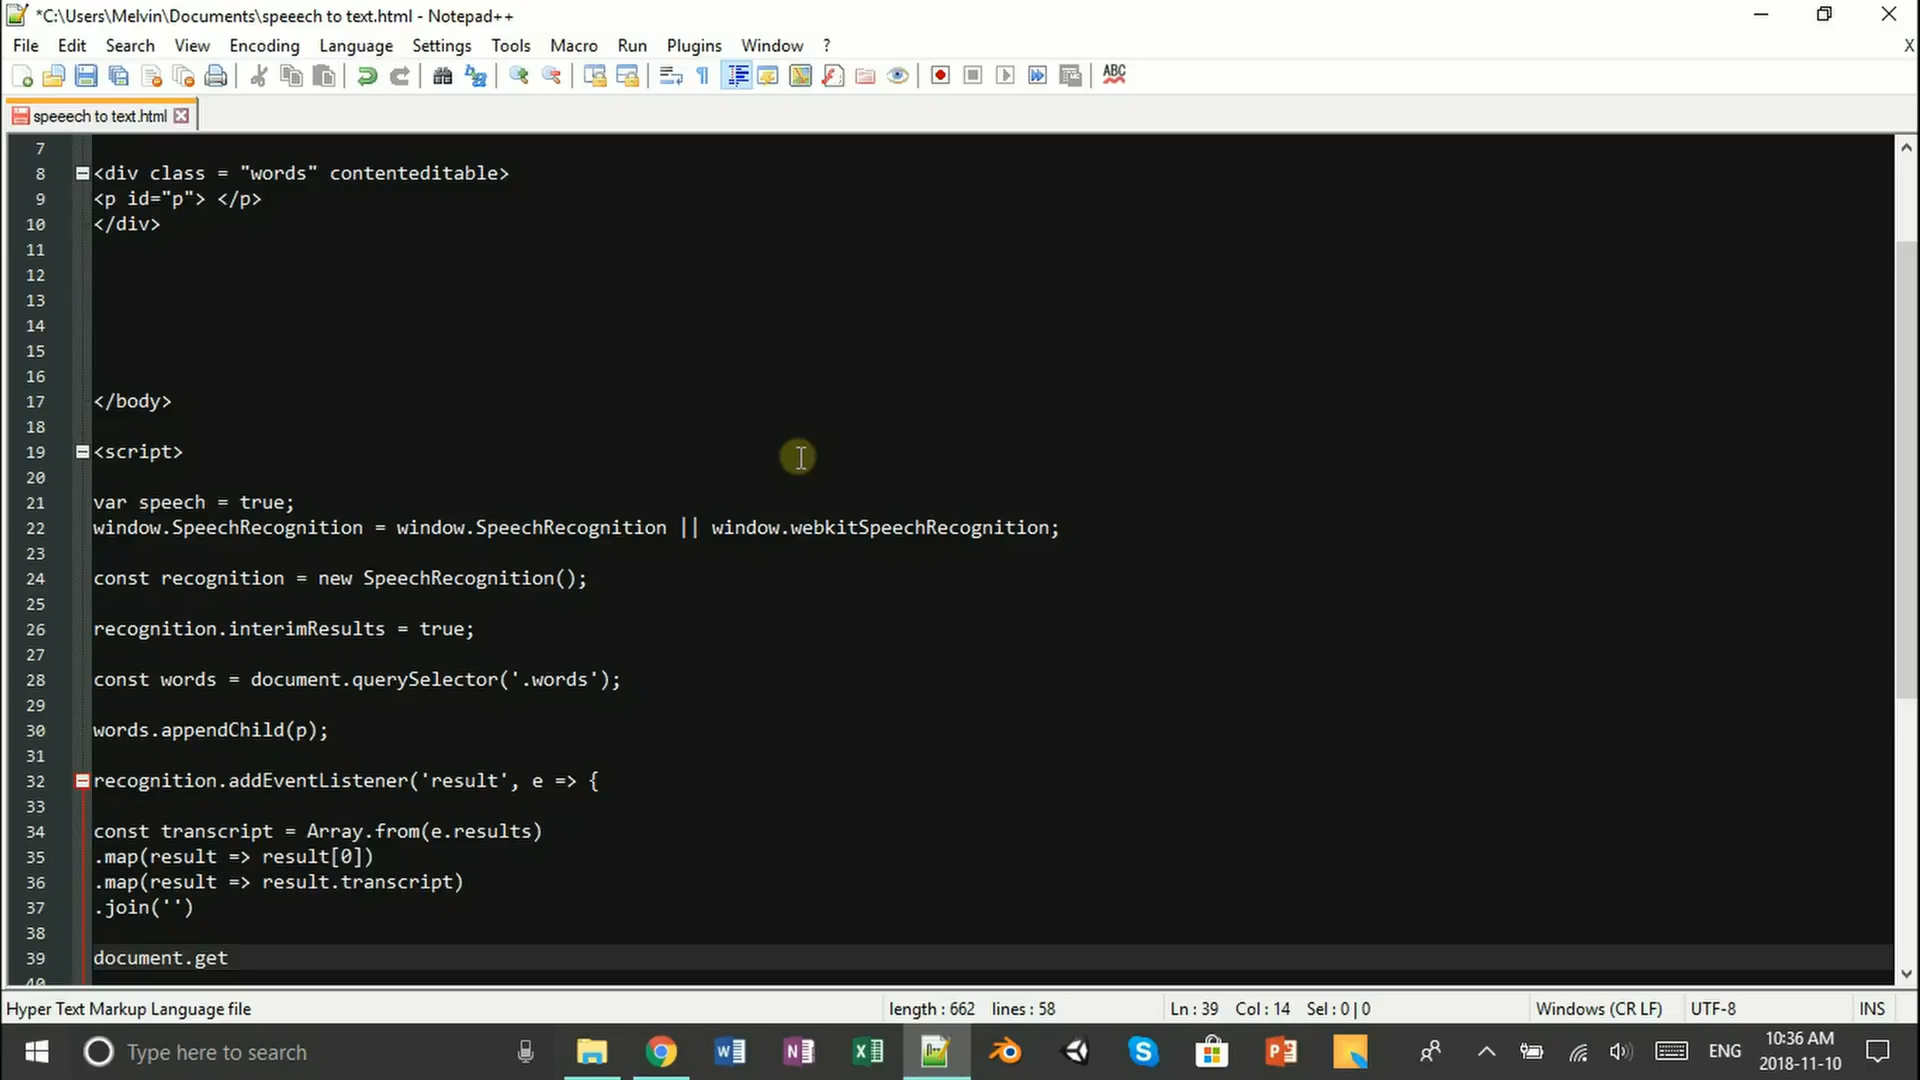 *C:\Users\Melvin\Documents\speeech to text.html - Notepad++
File Edit Search View Encoding Language Settings Tools Macro Run Plugins Window ? X
ABC
speeech to text.html
7
8 <div class = "words" contenteditable>
9 <p id="p"> </p>
10 </div>
11
12
13
14
15
16
17 </body>
18
19 <script>
20
21 var speech = true;
22 window.SpeechRecognition = window.SpeechRecognition || window.webkitSpeechRecognition;
23
24 const recognition = new SpeechRecognition();
25
26 recognition.interimResults = true;
27
28 const words = document.querySelector('.words');
29
30 words.appendChild(p);
31
32 recognition.addEventListener('result', e => {
33
34 const transcript = Array.from(e.results)
35 .map(result => result[0])
36 .map(result => result.transcript)
37 .join('')
38
39 document.get
40
Hyper Text Markup Language file length : 662 lines : 58 Ln : 39 Col : 14 Sel : 0 | 0 Windows (CR LF) UTF-8 INS
Type here to search ENG 10:36 AM
2018-11-10